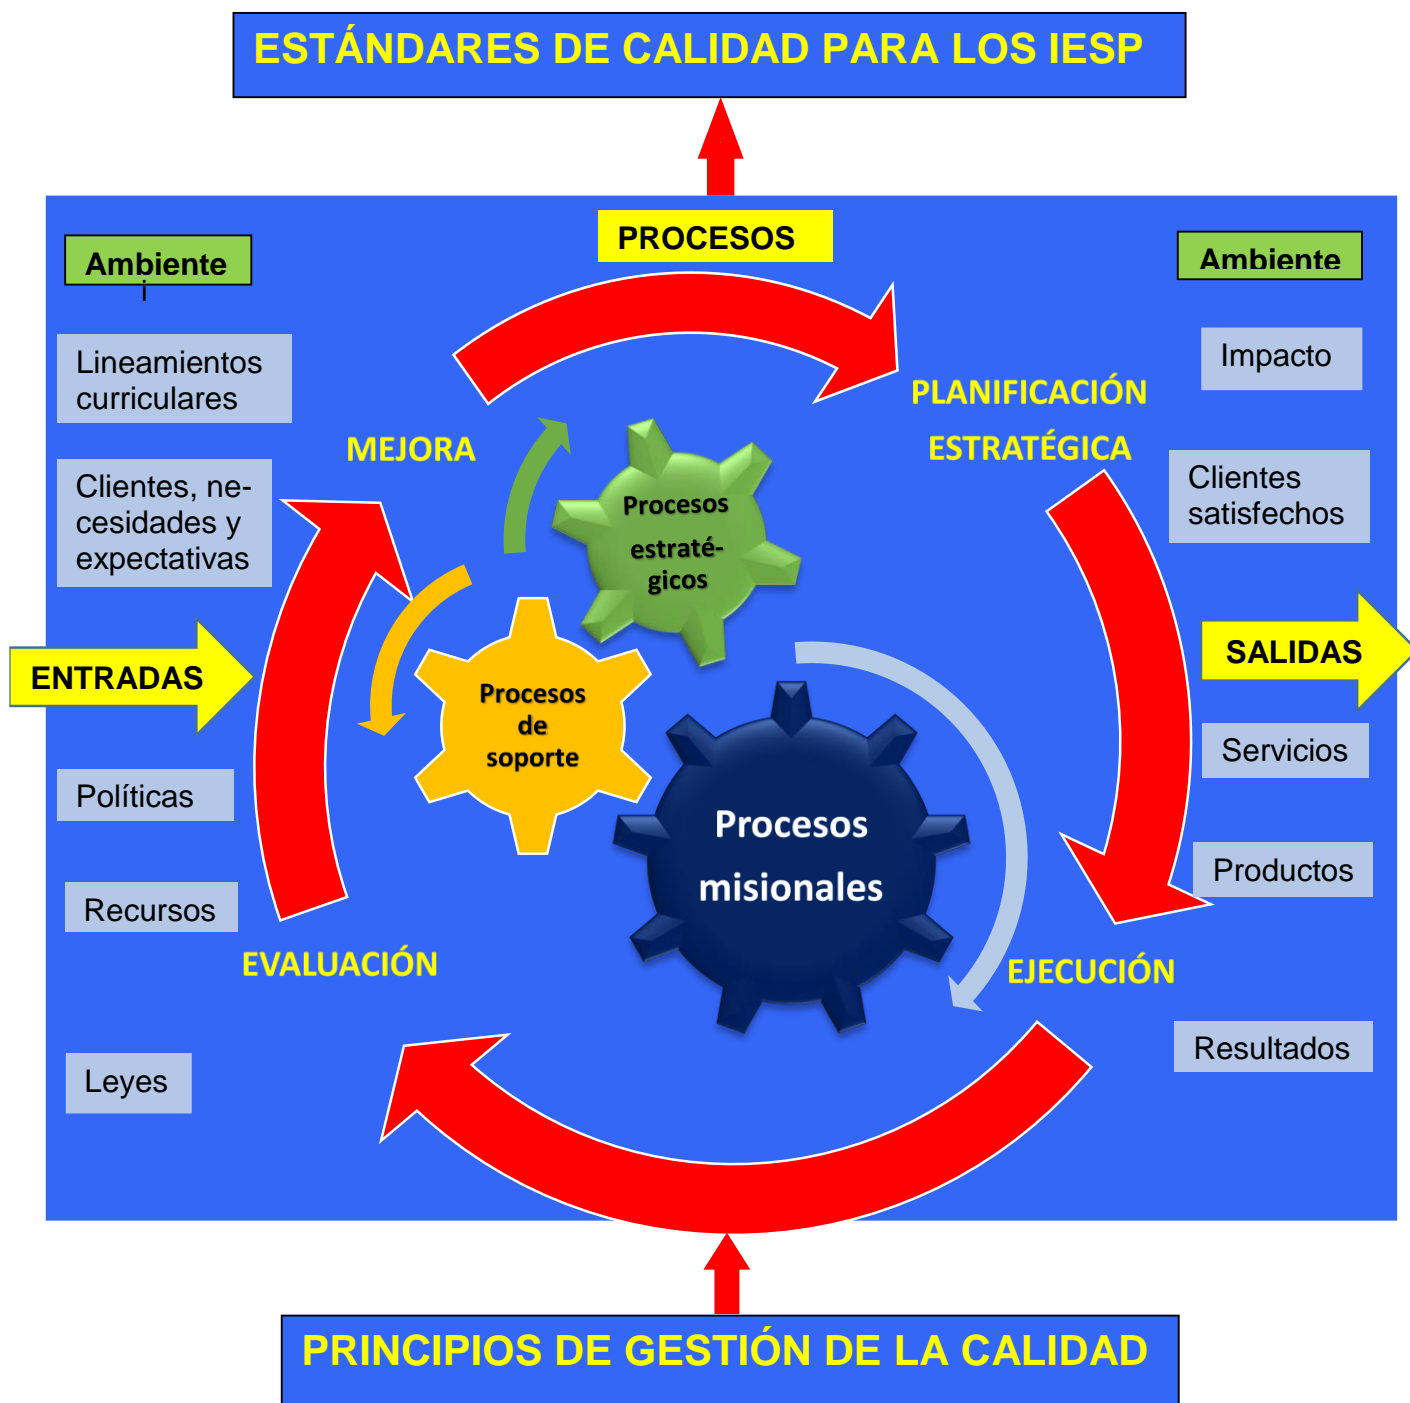 ESTÁNDARES DE CALIDAD PARA LOS IESP
PROCESOS
Ambiente
Ambiente
Lineamientos
curriculares
Impacto
PLANIFICACIÓN
ESTRATÉGICA
MEJORA
Clientes, ne-
cesidades y
expectativas
Clientes
satisfechos
Procesos
estraté-
gicos
ENTRADAS
SALIDAS
Procesos
de
soporte
Servicios
Políticas
Procesos
misionales
Productos
Recursos
EVALUACIÓN
EJECUCIÓN
Resultados
Leyes
PRINCIPIOS DE GESTIÓN DE LA CALIDAD